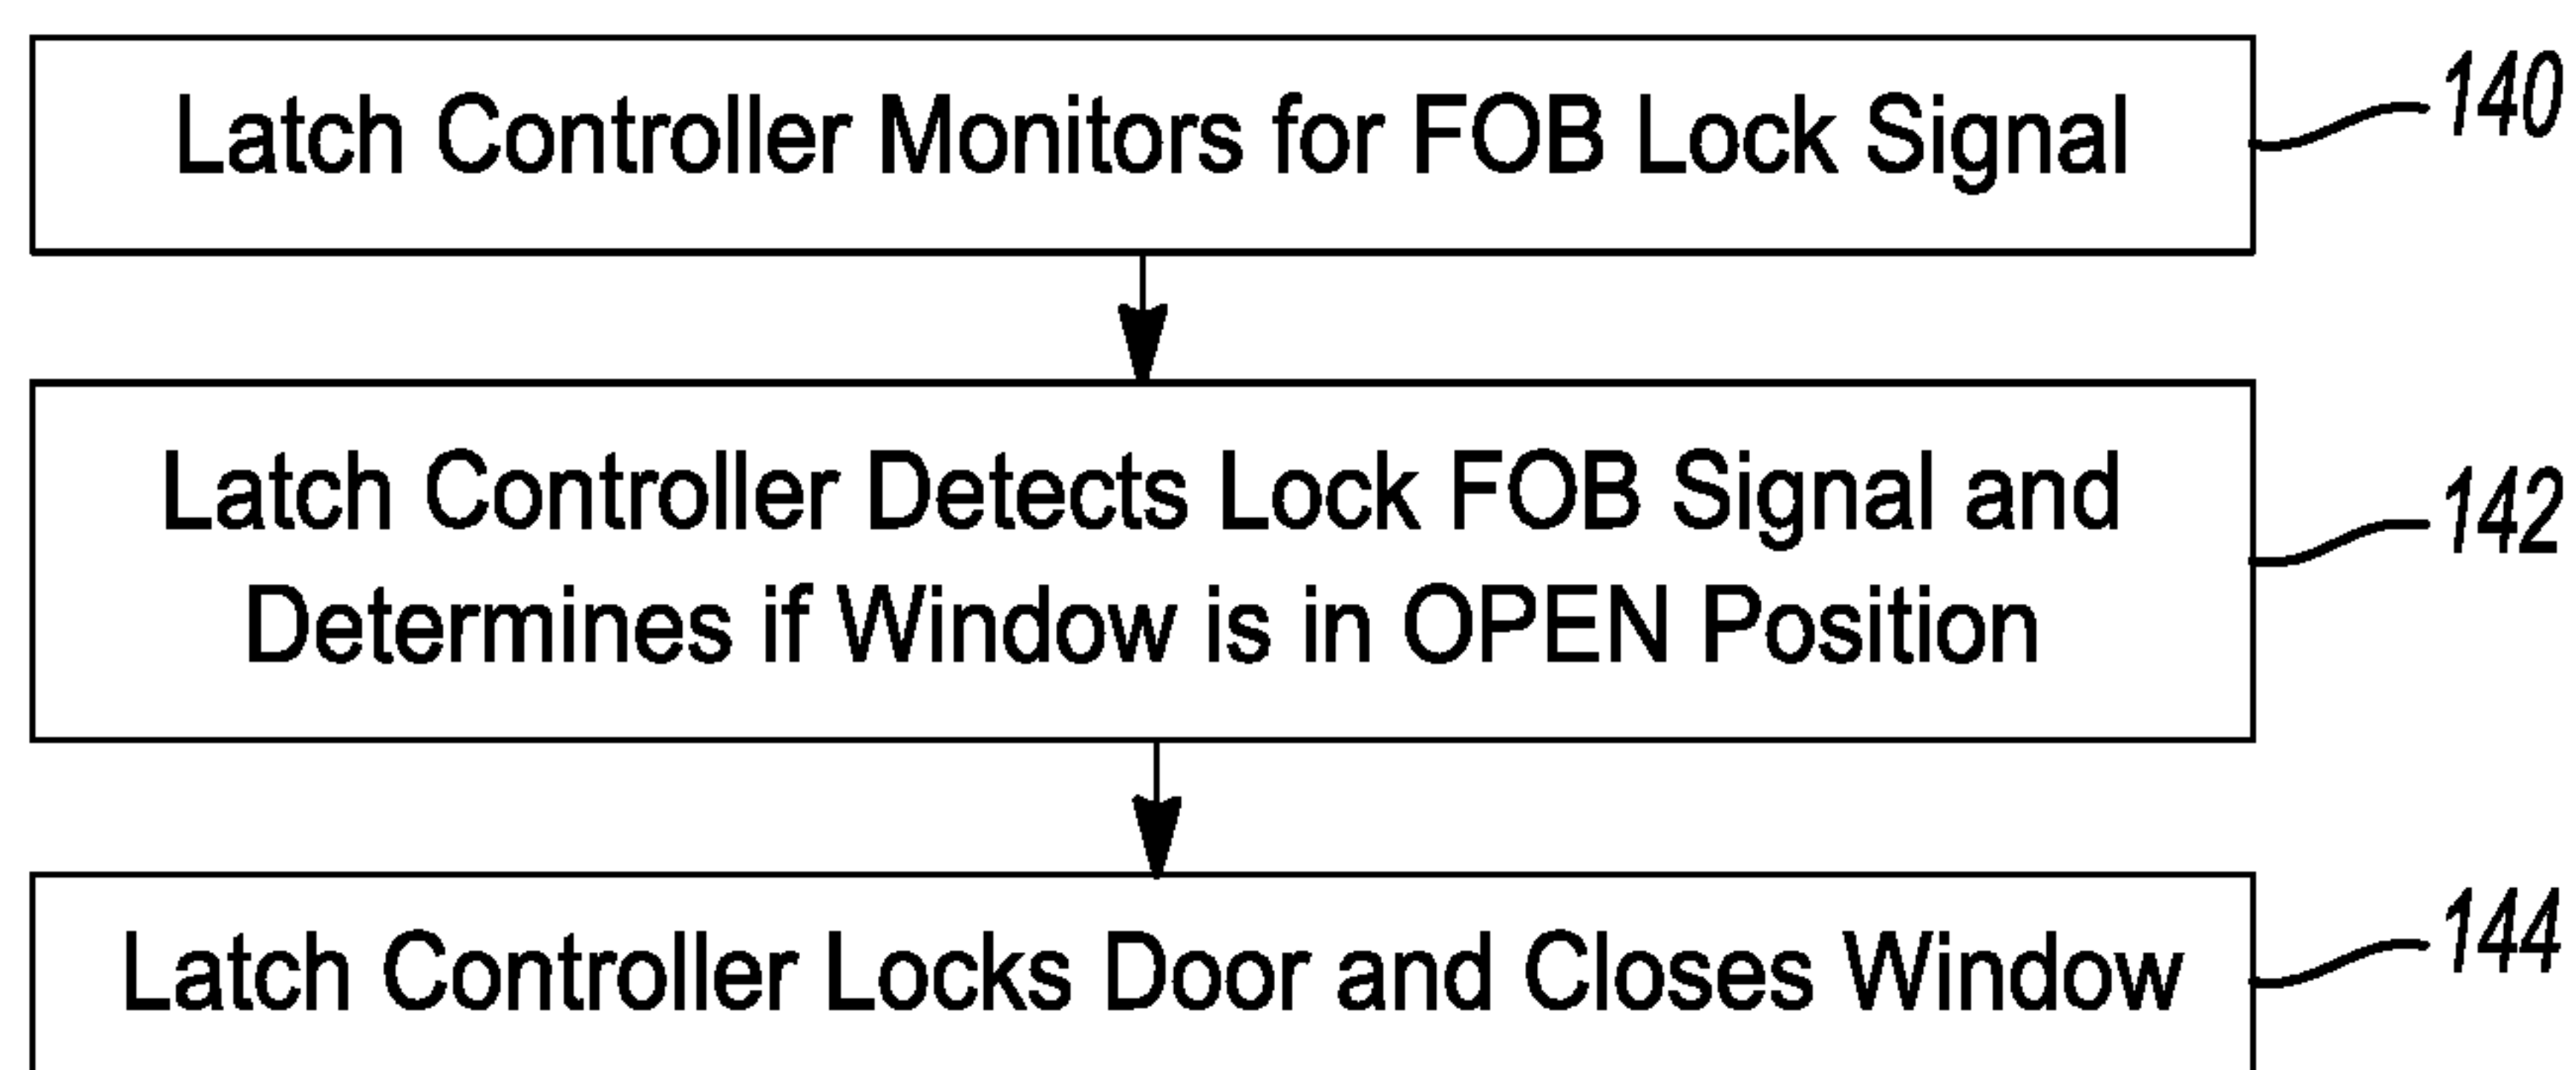 Latch Controller Monitors for FOB Lock Signal
140
Latch Controller Detects Lock FOB Signal and
Determines if Window is in OPEN Position
142
Latch Controller Locks Door and Closes Window
144